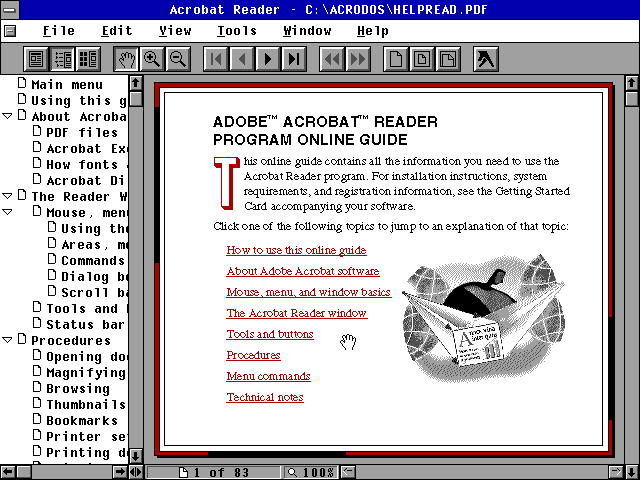 Acrobat Reader - C:\ACRODOS\HELPREAD.PDF
File Edit View Tools Window Help
Main menu
Using this g
About Acroba
PDF files
Acrobat Exc
How fonts a
Acrobat Di
The Reader W
Mouse, menu
Using the
Areas, me
Commands
Dialog bo
Scroll ba
Tools and b
Status bar
Procedures
Opening doc
Magnifying
Browsing
Thumbnails
Bookmarks
Printer set
Printing do
ADOBE™ ACROBAT™ READER
PROGRAM ONLINE GUIDE
This online guide contains all the information you need to use the
Acrobat Reader program. For installation instructions, system
requirements, and registration information, see the Getting Started
Card accompanying your software.
Click one of the following topics to jump to an explanation of that topic:
How to use this online guide
About Adobe Acrobat software
Mouse, menu, and window basics
The Acrobat Reader window
Tools and buttons
Procedures
Menu commands
Technical notes
1 of 83 100%